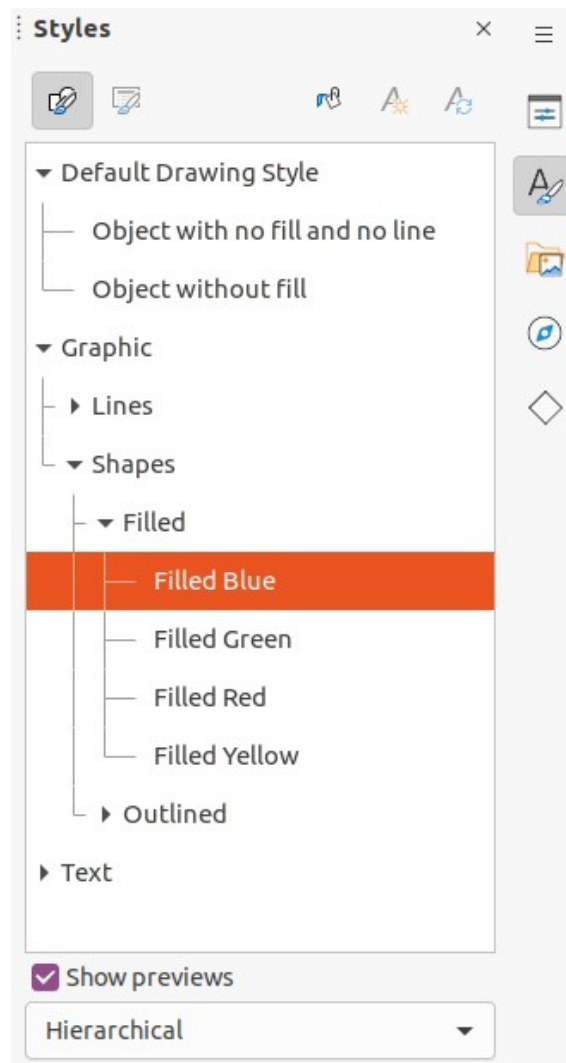 Styles
Default Drawing Style
Object with no fill and no line
Object without fill
Graphic
Lines
Shapes
Filled
Filled Blue
Filled Green
Filled Red
Filled Yellow
Outlined
Text
Show previews
Hierarchical